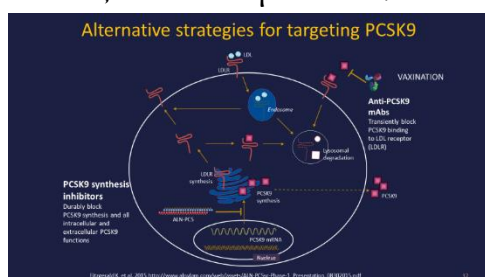 Alternative strategies for targeting PCSK9
LDL
LDLR
VAXINATION
Endosome
Anti-PCSK9
mAbs
Transiently block
PCSK9 binding
to LDL receptor
(LDLR)
Lysosomal
degradation
LDLR
synthesis
PCSK9
synthesis
PCSK9
PCSK9 synthesis
inhibitors
Durably block
PCSK9 synthesis and all
intracellular and
extracellular PCSK9
functions
ALN-PCS
PCSK9 mRNA
Nucleus